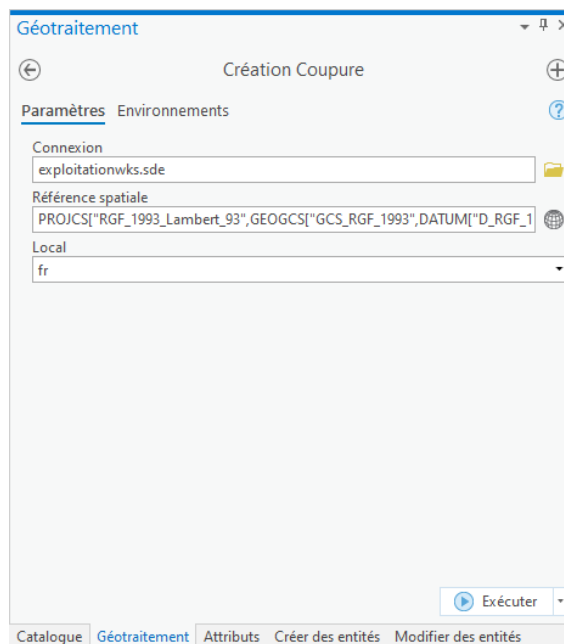 Géotraitement
Création Coupure
Paramètres Environnements
Connexion
exploitationwks.sde
Référence spatiale
PROJCS["RGF_1993_Lambert_93",GEOGCS["GCS_RGF_1993",DATUM["D_RGF_1
Local
fr
Exécuter
Catalogue Géotraitement Attributs Créer des entités Modifier des entités